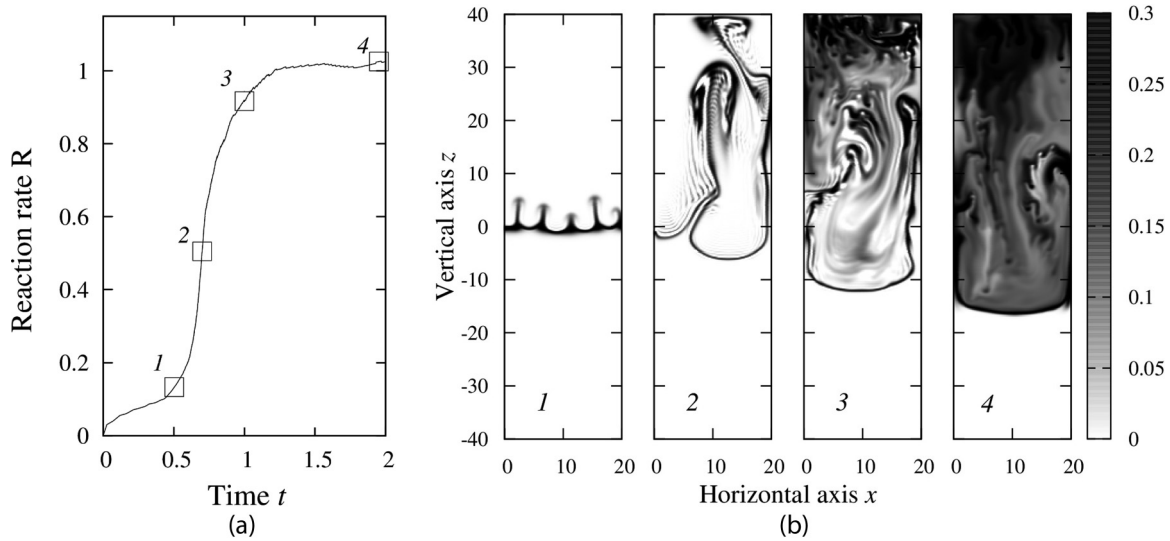 Reaction rate R
1
0.8
0.6
0.4
0.2
0
0 0.5 1 1.5 2
Time t
1
2
3
4
(a)
Vertical axis z
40
30
20
10
0
-10
-20
-30
-40
1 2 3 4
0 10 20 0 10 20 0 10 20 0 10 20
Horizontal axis x
(b)
0.3
0.25
0.2
0.15
0.1
0.05
0